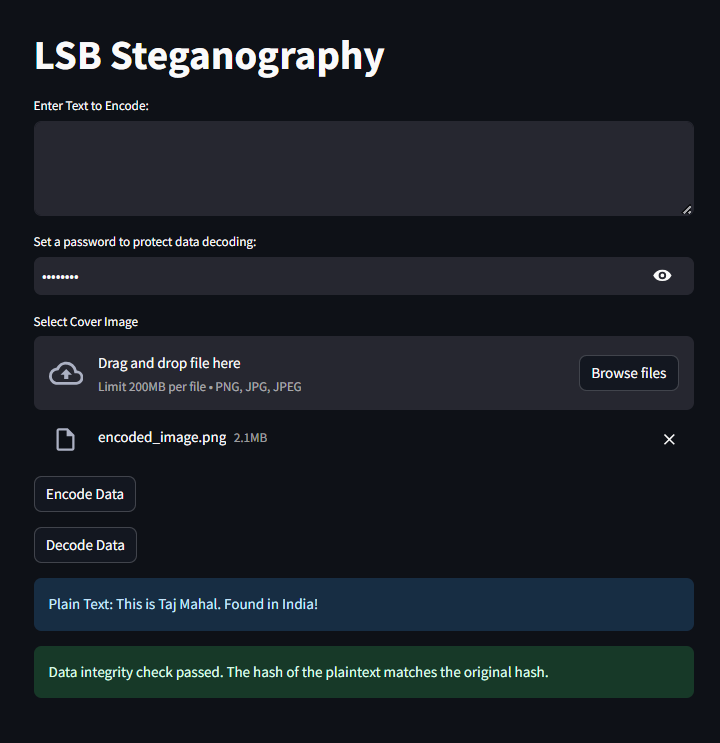 LSB Steganography
Enter Text to Encode:
Set a password to protect data decoding:
••••••••
Select Cover Image
Drag and drop file here
Limit 200MB per file • PNG, JPG, JPEG
Browse files
encoded_image.png 2.1MB
Encode Data
Decode Data
Plain Text: This is Taj Mahal. Found in India!
Data integrity check passed. The hash of the plaintext matches the original hash.